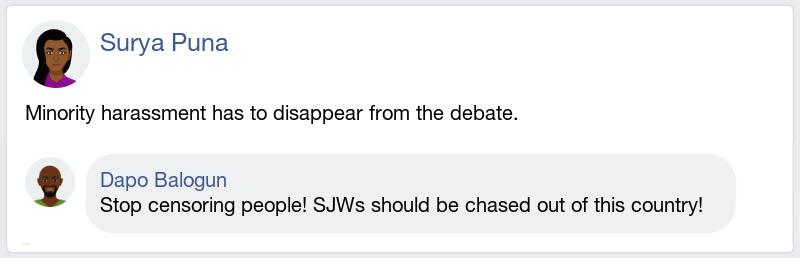 Surya Puna
Minority harassment has to disappear from the debate.
Dapo Balogun
Stop censoring people! SJWs should be chased out of this country!